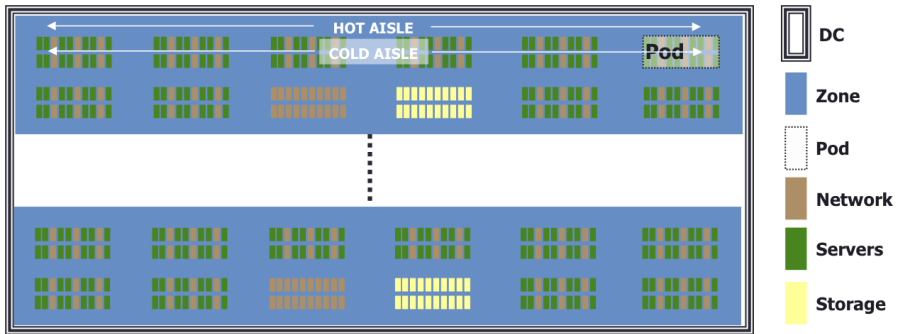 HOT AISLE
COLD AISLE
Pod
DC
Zone
Pod
Network
Servers
Storage